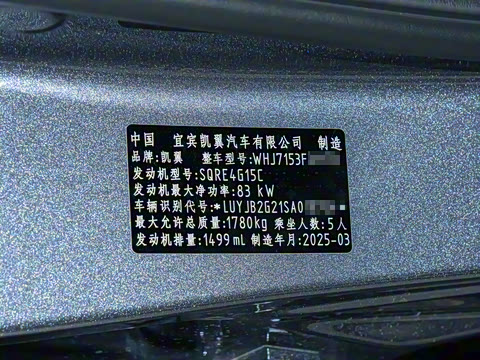 中国 宜宾凯翼汽车有限公司 制造
品牌:凯翼 整车型号:WHJ7153F
发动机型号:SQRE4G15C
发动机最大净功率:83 kW
车辆识别代号:*LUYJB2G21SA0
最大允许总质量:1780kg 乘坐人数:5人
发动机排量:1499mL 制造年月:2025-03